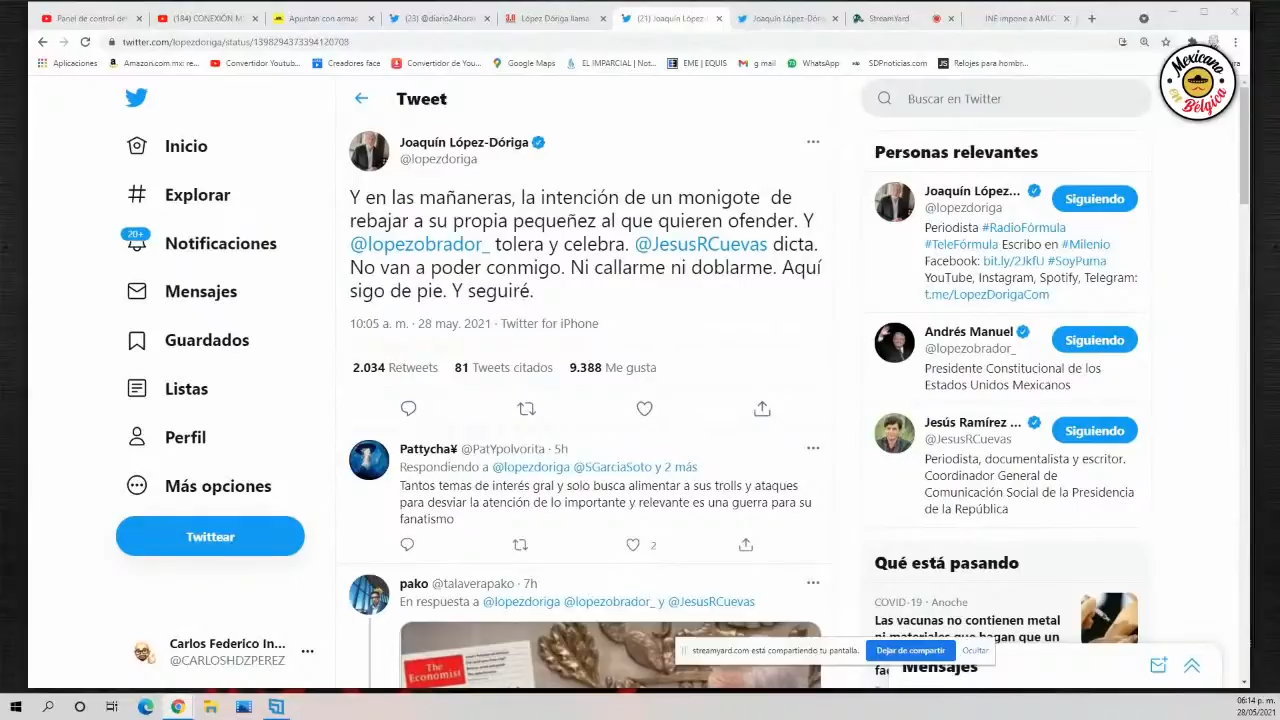 Panel de control de
(184) CONEXIÓN M
Apuntan con armas
(23) @diario24hore
López Dóriga llama
(21) Joaquín López-
Joaquín López-Dóri
StreamYard
INE impone a AMLC
twitter.com/lopezdoriga/status/1398294373394120708
Aplicaciones
Amazon.com.mx re...
Convertidor Youtub...
Creadores face
Convertidor de You...
Google Maps
EL IMPARCIAL | Not...
EME | EQUIS
g mail
WhatsApp
SDPnoticias.com
Relojes para hombr...
Mexicano
en
Bélgica
Tweet
Buscar en Twitter
Inicio
Explorar
20+
Notificaciones
Mensajes
Guardados
Listas
Perfil
Más opciones
Twittear
Carlos Federico In...
@CARLOSHDZPEREZ
Joaquín López-Dóriga
@lopezdoriga
Y en las mañaneras, la intención de un monigote de
rebajar a su propia pequeñez al que quieren ofender. Y
@lopezobrador_ tolera y celebra. @JesusRCuevas dicta.
No van a poder conmigo. Ni callarme ni doblarme. Aquí
sigo de pie. Y seguiré.
10:05 a. m. · 28 may. 2021 · Twitter for iPhone
2.034 Retweets 81 Tweets citados 9.388 Me gusta
Pattycha¥ @PatYpolvorita · 5h
Respondiendo a @lopezdoriga @SGarciaSoto y 2 más
Tantos temas de interés gral y solo busca alimentar a sus trolls y ataques
para desviar la atención de lo importante y relevante es una guerra para su
fanatismo
2
pako @talaverapako · 7h
En respuesta a @lopezdoriga @lopezobrador_ y @JesusRCuevas
The
Economist
Personas relevantes
Joaquín López...
@lopezdoriga
Siguiendo
Periodista #RadioFórmula
#TeleFórmula Escribo en #Milenio
Facebook: bit.ly/2JkfU #SoyPuma
YouTube, Instagram, Spotify, Telegram:
t.me/LopezDorigaCom
Andrés Manuel
@lopezobrador_
Siguiendo
Presidente Constitucional de los
Estados Unidos Mexicanos
Jesús Ramírez ...
@JesusRCuevas
Siguiendo
Periodista, documentalista y escritor.
Coordinador General de
Comunicación Social de la Presidencia
de la República
Qué está pasando
COVID-19 · Anoche
Las vacunas no contienen metal
ni materiales que hagan que un
Mensajes
streamyard.com está compartiendo tu pantalla.
Dejar de compartir
Ocultar
06:14 p. m.
28/05/2021